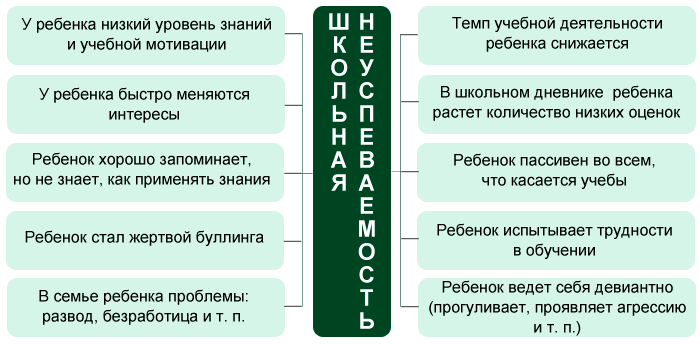 У ребенка низкий уровень знаний
и учебной мотивации
У ребенка быстро меняются
интересы
Ребенок хорошо запоминает,
но не знает, как применять знания
Ребенок стал жертвой буллинга
В семье ребенка проблемы:
развод, безработица и т. п.
ШКОЛЬНАЯ
НЕУСПЕВАЕМОСТЬ
Темп учебной деятельности
ребенка снижается
В школьном дневнике ребенка
растет количество низких оценок
Ребенок пассивен во всем,
что касается учебы
Ребенок испытывает трудности
в обучении
Ребенок ведет себя девиантно
(прогуливает, проявляет агрессию
и т. п.)